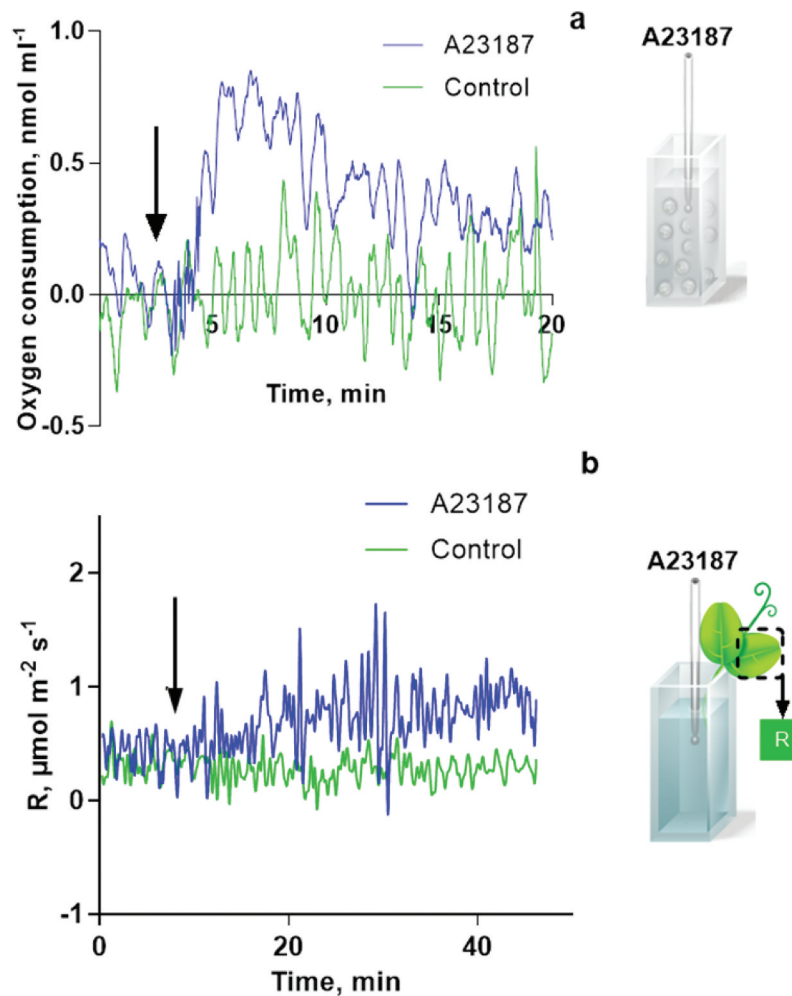 a
A23187
Control
A23187
1.0
0.5
0.0
-0.5
5
10
15
20
Oxygen consumption, nmol ml⁻¹
Time, min
b
A23187
Control
A23187
2
1
0
-1
0
20
40
R, µmol m⁻² s⁻¹
Time, min
R